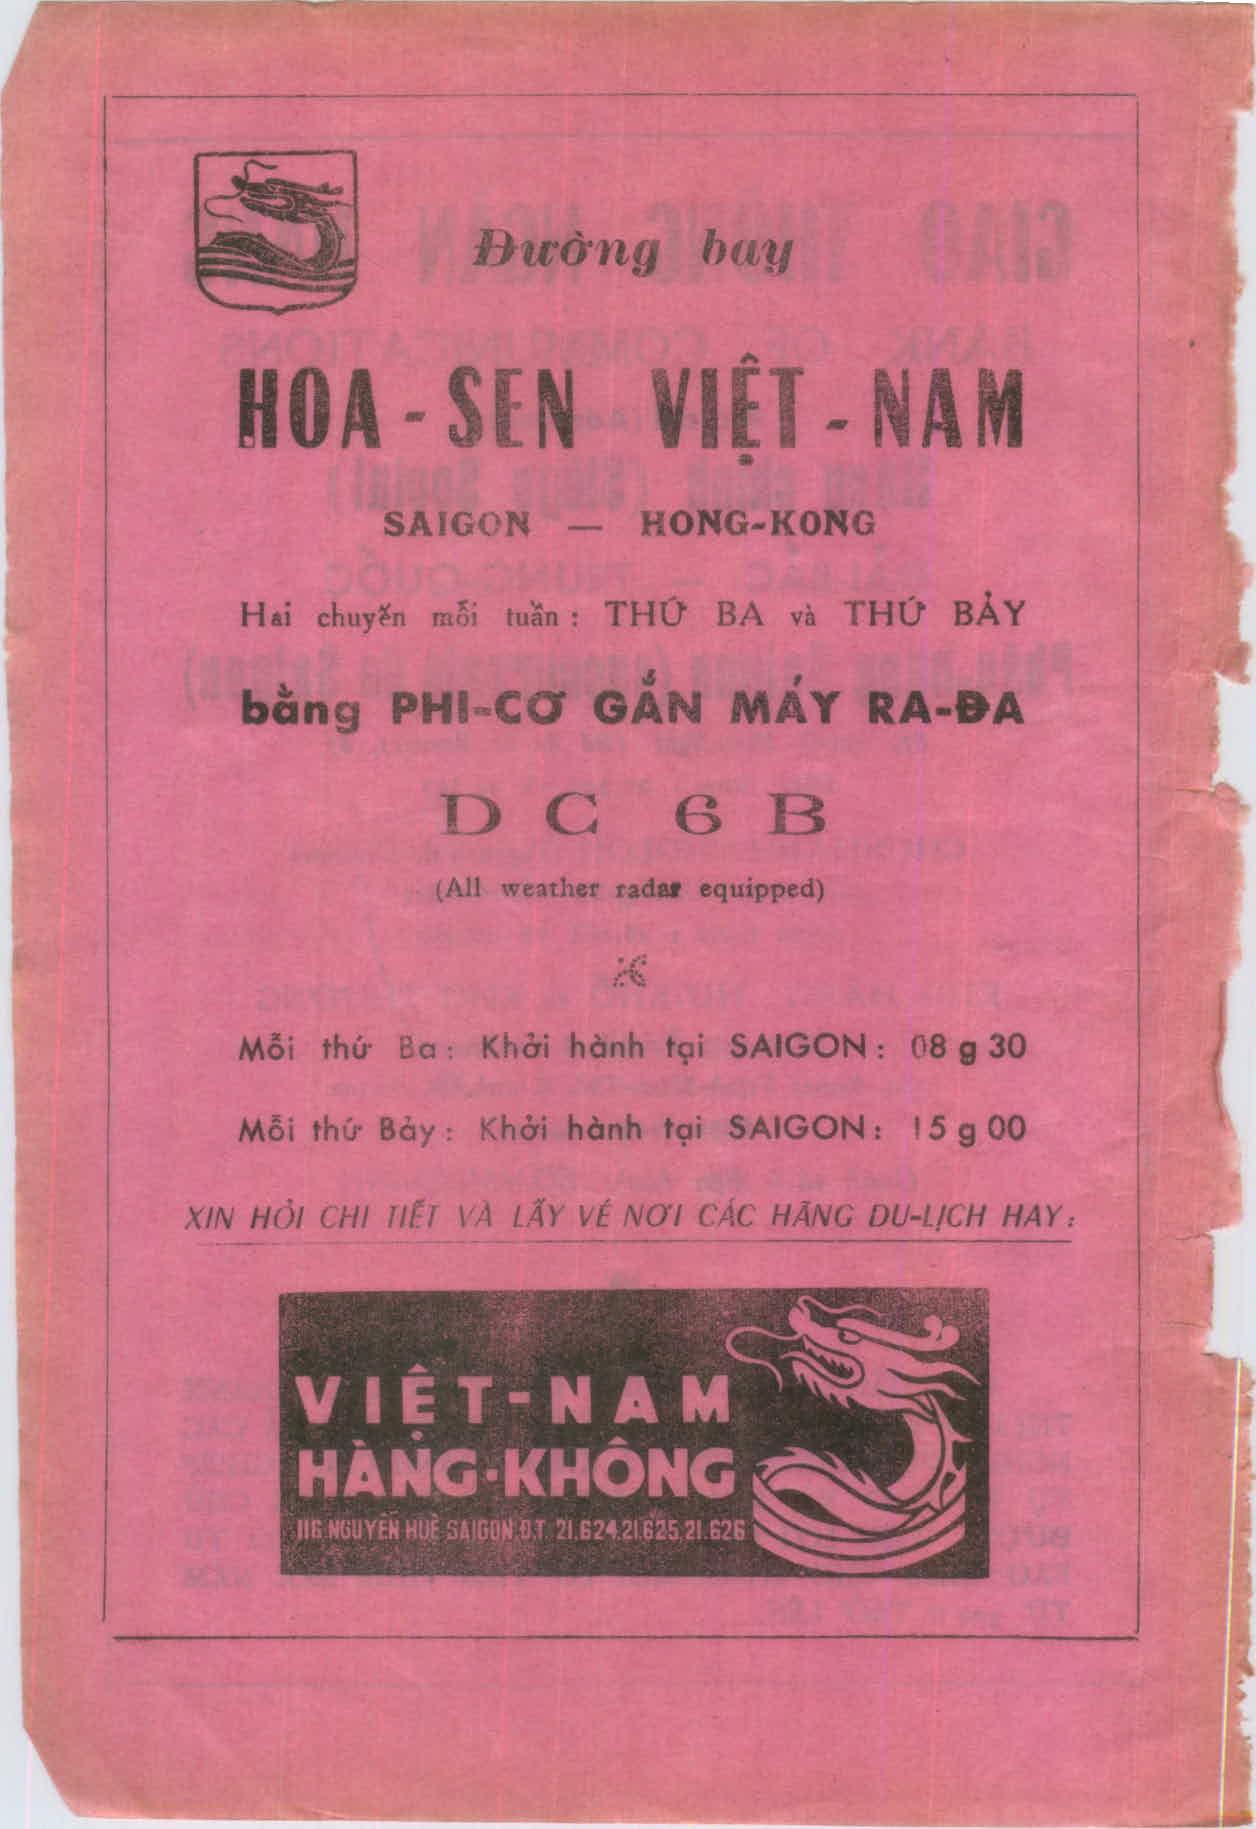 Đường bay
HOA-SEN VIỆT-NAM
SAIGON — HONG-KONG
Hai chuyến mỗi tuần : THỨ BA và THỨ BẢY
bằng PHI-CƠ GẮN MÁY RA-ĐA
DC 6B
(All weather radar equipped)
Mỗi thứ Ba : Khởi hành tại SAIGON : 08 g 30
Mỗi thứ Bảy : Khởi hành tại SAIGON : 15 g 00
XIN HỎI CHI TIẾT VÀ LẤY VÉ NƠI CÁC HÃNG DU-LỊCH HAY :
VIỆT-NAM
HÀNG-KHÔNG
116 NGUYỄN HUỆ SAIGON Đ.T. 21.624, 21.625, 21.626